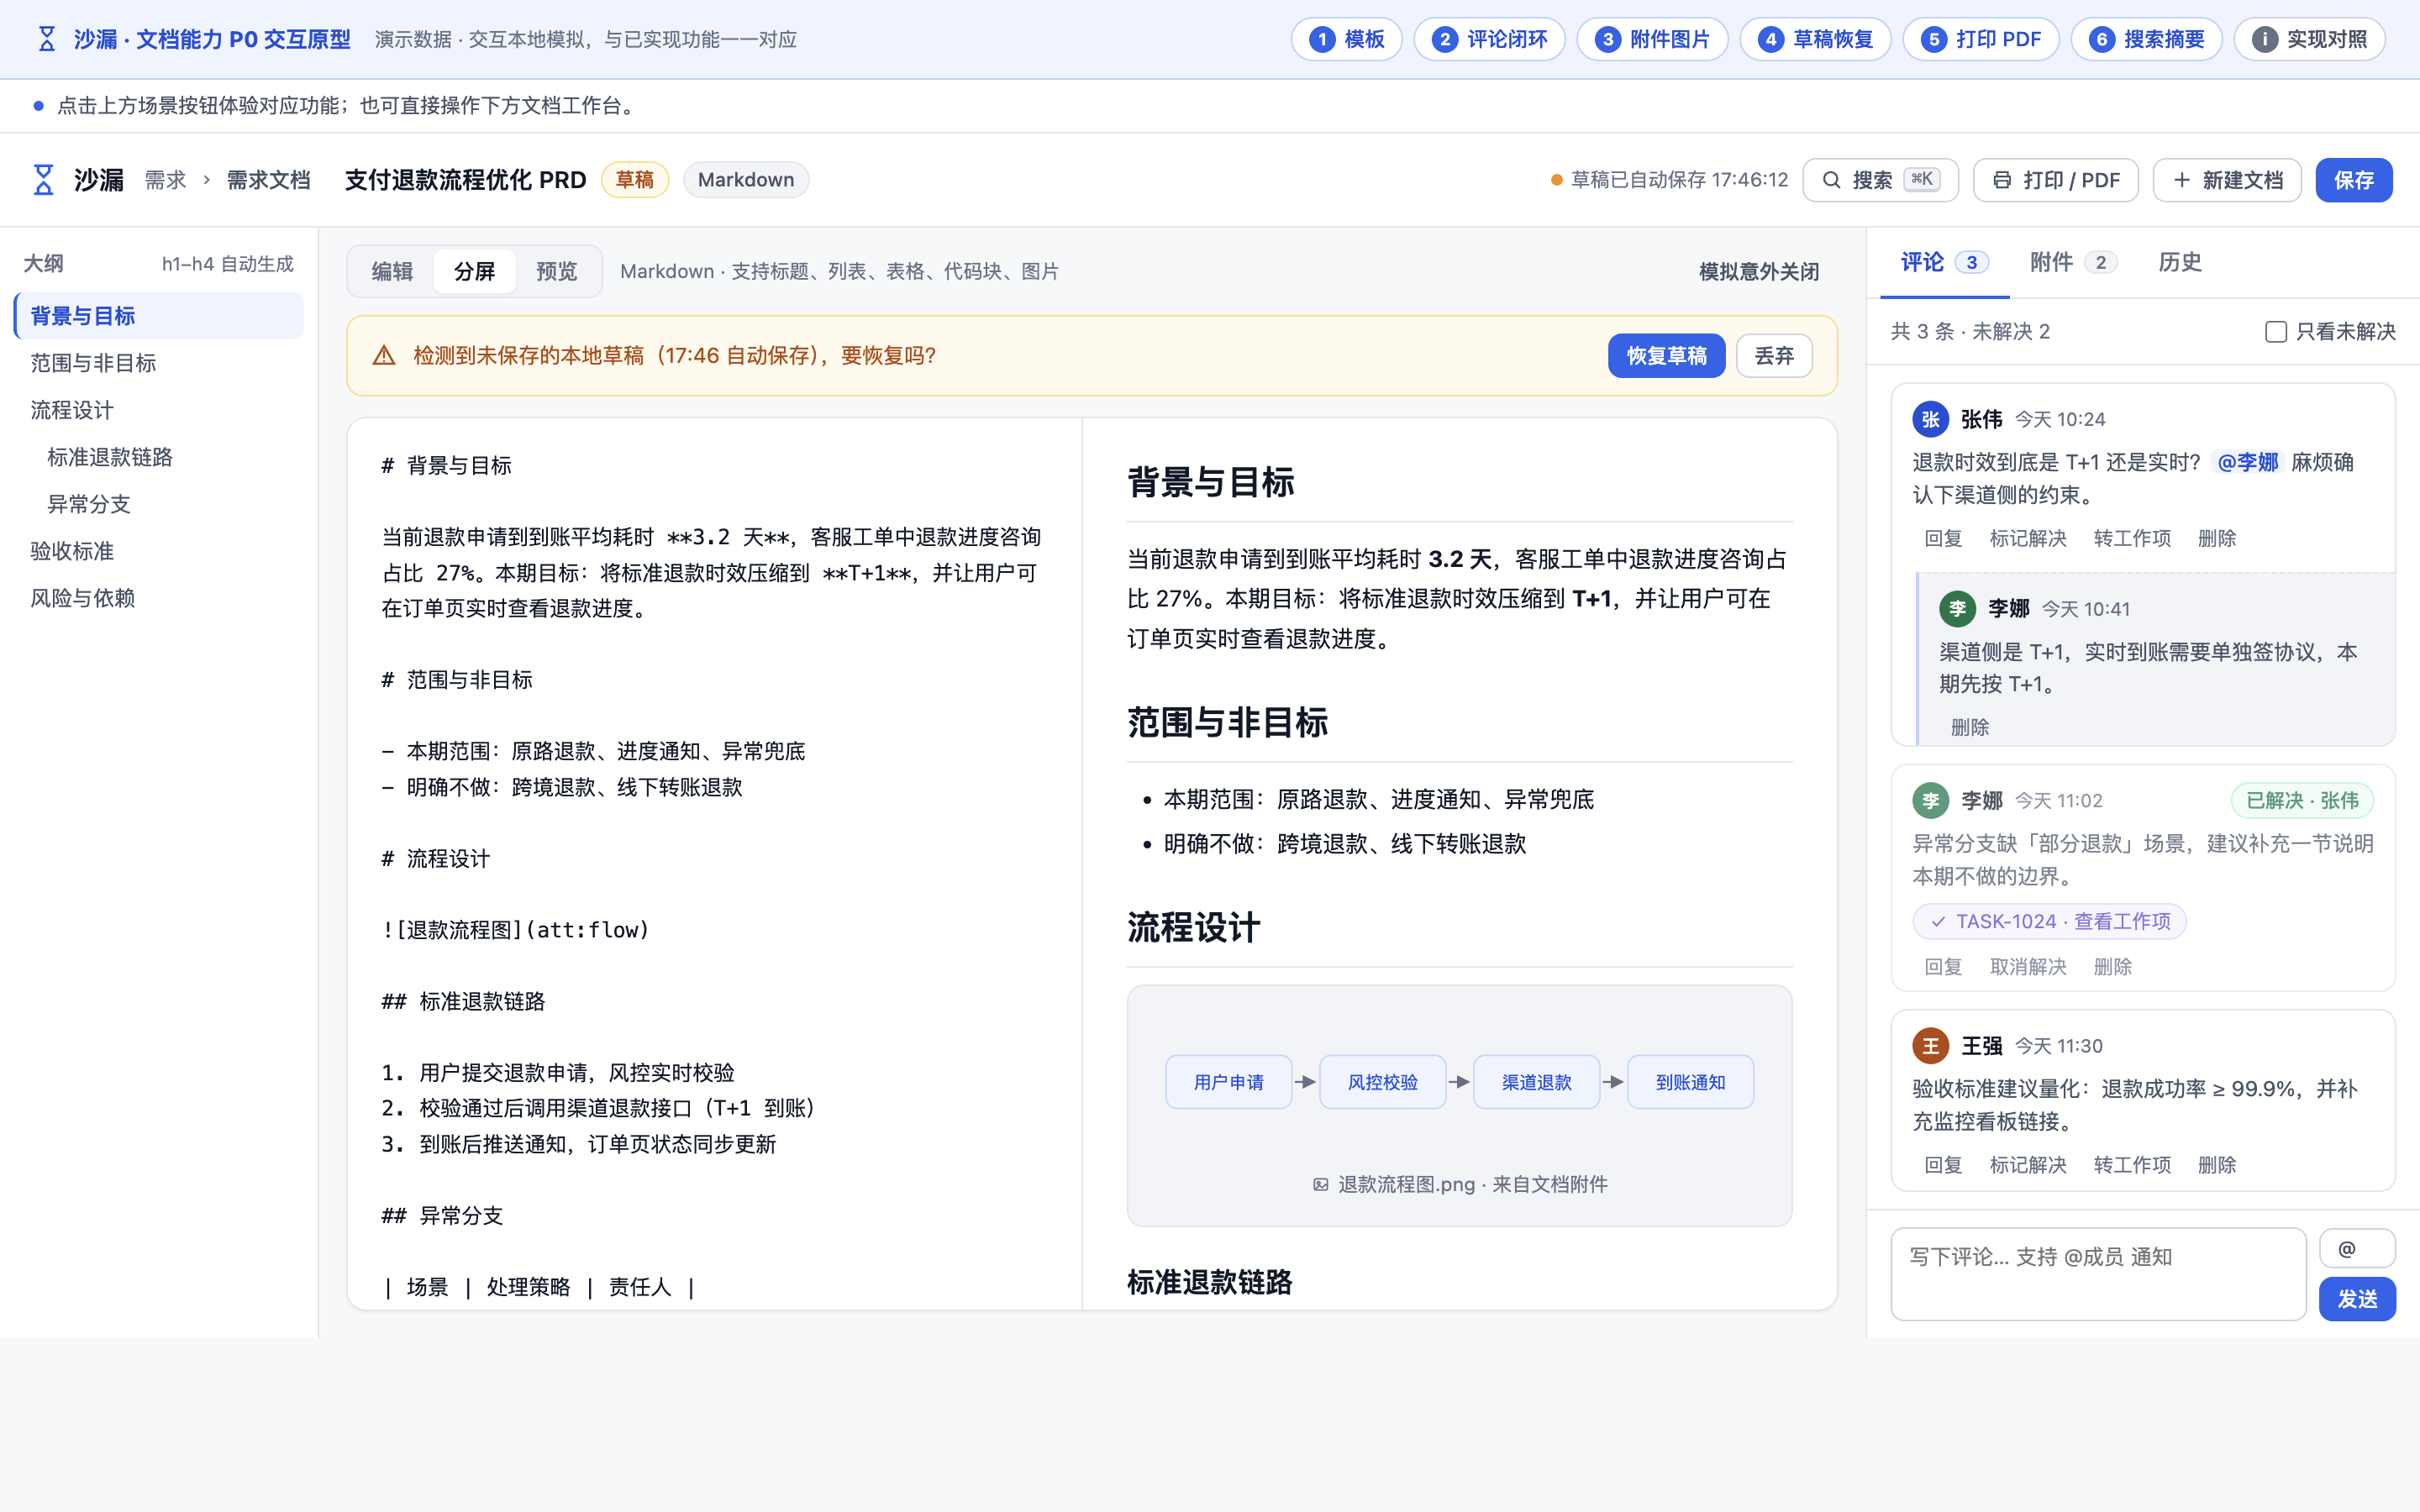 沙漏 · 文档能力 P0 交互原型
演示数据 · 交互本地模拟，与已实现功能一一对应
1 模板
2 评论闭环
3 附件图片
4 草稿恢复
5 打印 PDF
6 搜索摘要
i 实现对照
点击上方场景按钮体验对应功能；也可直接操作下方文档工作台。
沙漏
需求 › 需求文档
支付退款流程优化 PRD
草稿
Markdown
草稿已自动保存 17:46:12
搜索 ⌘K
打印 / PDF
新建文档
保存
大纲
h1–h4 自动生成
背景与目标
范围与非目标
流程设计
标准退款链路
异常分支
验收标准
风险与依赖
编辑
分屏
预览
Markdown · 支持标题、列表、表格、代码块、图片
模拟意外关闭
检测到未保存的本地草稿（17:46 自动保存），要恢复吗？
恢复草稿
丢弃
# 背景与目标
当前退款申请到到账平均耗时 **3.2 天**，客服工单中退款进度咨询
占比 27%。本期目标：将标准退款时效压缩到 **T+1**，并让用户可
在订单页实时查看退款进度。
# 范围与非目标
- 本期范围：原路退款、进度通知、异常兜底
- 明确不做：跨境退款、线下转账退款
# 流程设计
![退款流程图](att:flow)
## 标准退款链路
1. 用户提交退款申请，风控实时校验
2. 校验通过后调用渠道退款接口（T+1 到账）
3. 到账后推送通知，订单页状态同步更新
## 异常分支
| 场景 | 处理策略 | 责任人 |
背景与目标
当前退款申请到到账平均耗时 3.2 天，客服工单中退款进度咨询占
比 27%。本期目标：将标准退款时效压缩到 T+1，并让用户可在
订单页实时查看退款进度。
范围与非目标
• 本期范围：原路退款、进度通知、异常兜底
• 明确不做：跨境退款、线下转账退款
流程设计
用户申请
风控校验
渠道退款
到账通知
退款流程图.png · 来自文档附件
标准退款链路
评论 3
附件 2
历史
共 3 条 · 未解决 2
只看未解决
张 张伟 今天 10:24
退款时效到底是 T+1 还是实时？ @李娜 麻烦确
认下渠道侧的约束。
回复 标记解决 转工作项 删除
李 李娜 今天 10:41
渠道侧是 T+1，实时到账需要单独签协议，本
期先按 T+1。
删除
李 李娜 今天 11:02 已解决 · 张伟
异常分支缺「部分退款」场景，建议补充一节说明
本期不做的边界。
TASK-1024 · 查看工作项
回复 取消解决 删除
王 王强 今天 11:30
验收标准建议量化：退款成功率 ≥ 99.9%，并补
充监控看板链接。
回复 标记解决 转工作项 删除
写下评论... 支持 @成员 通知
@
发送